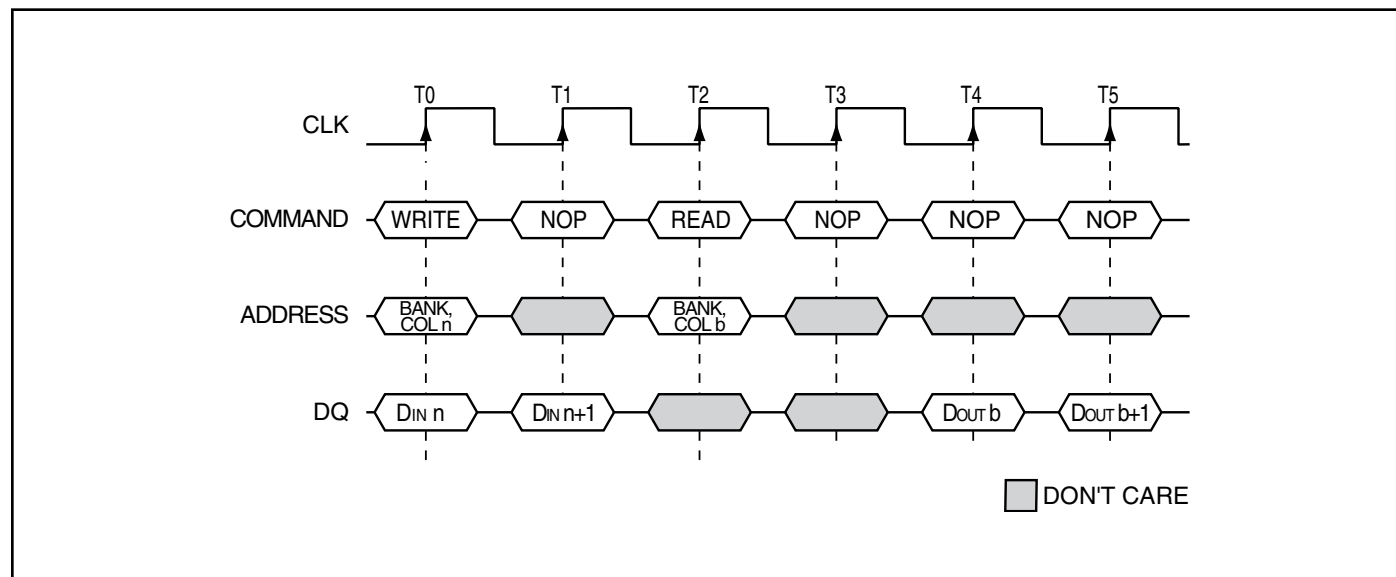 T0 T1 T2 T3 T4 T5
CLK
COMMAND WRITE NOP READ NOP NOP NOP
ADDRESS BANK, COL n BANK, COL b
DQ DIN n DIN n+1 DOUT b DOUT b+1
DON'T CARE